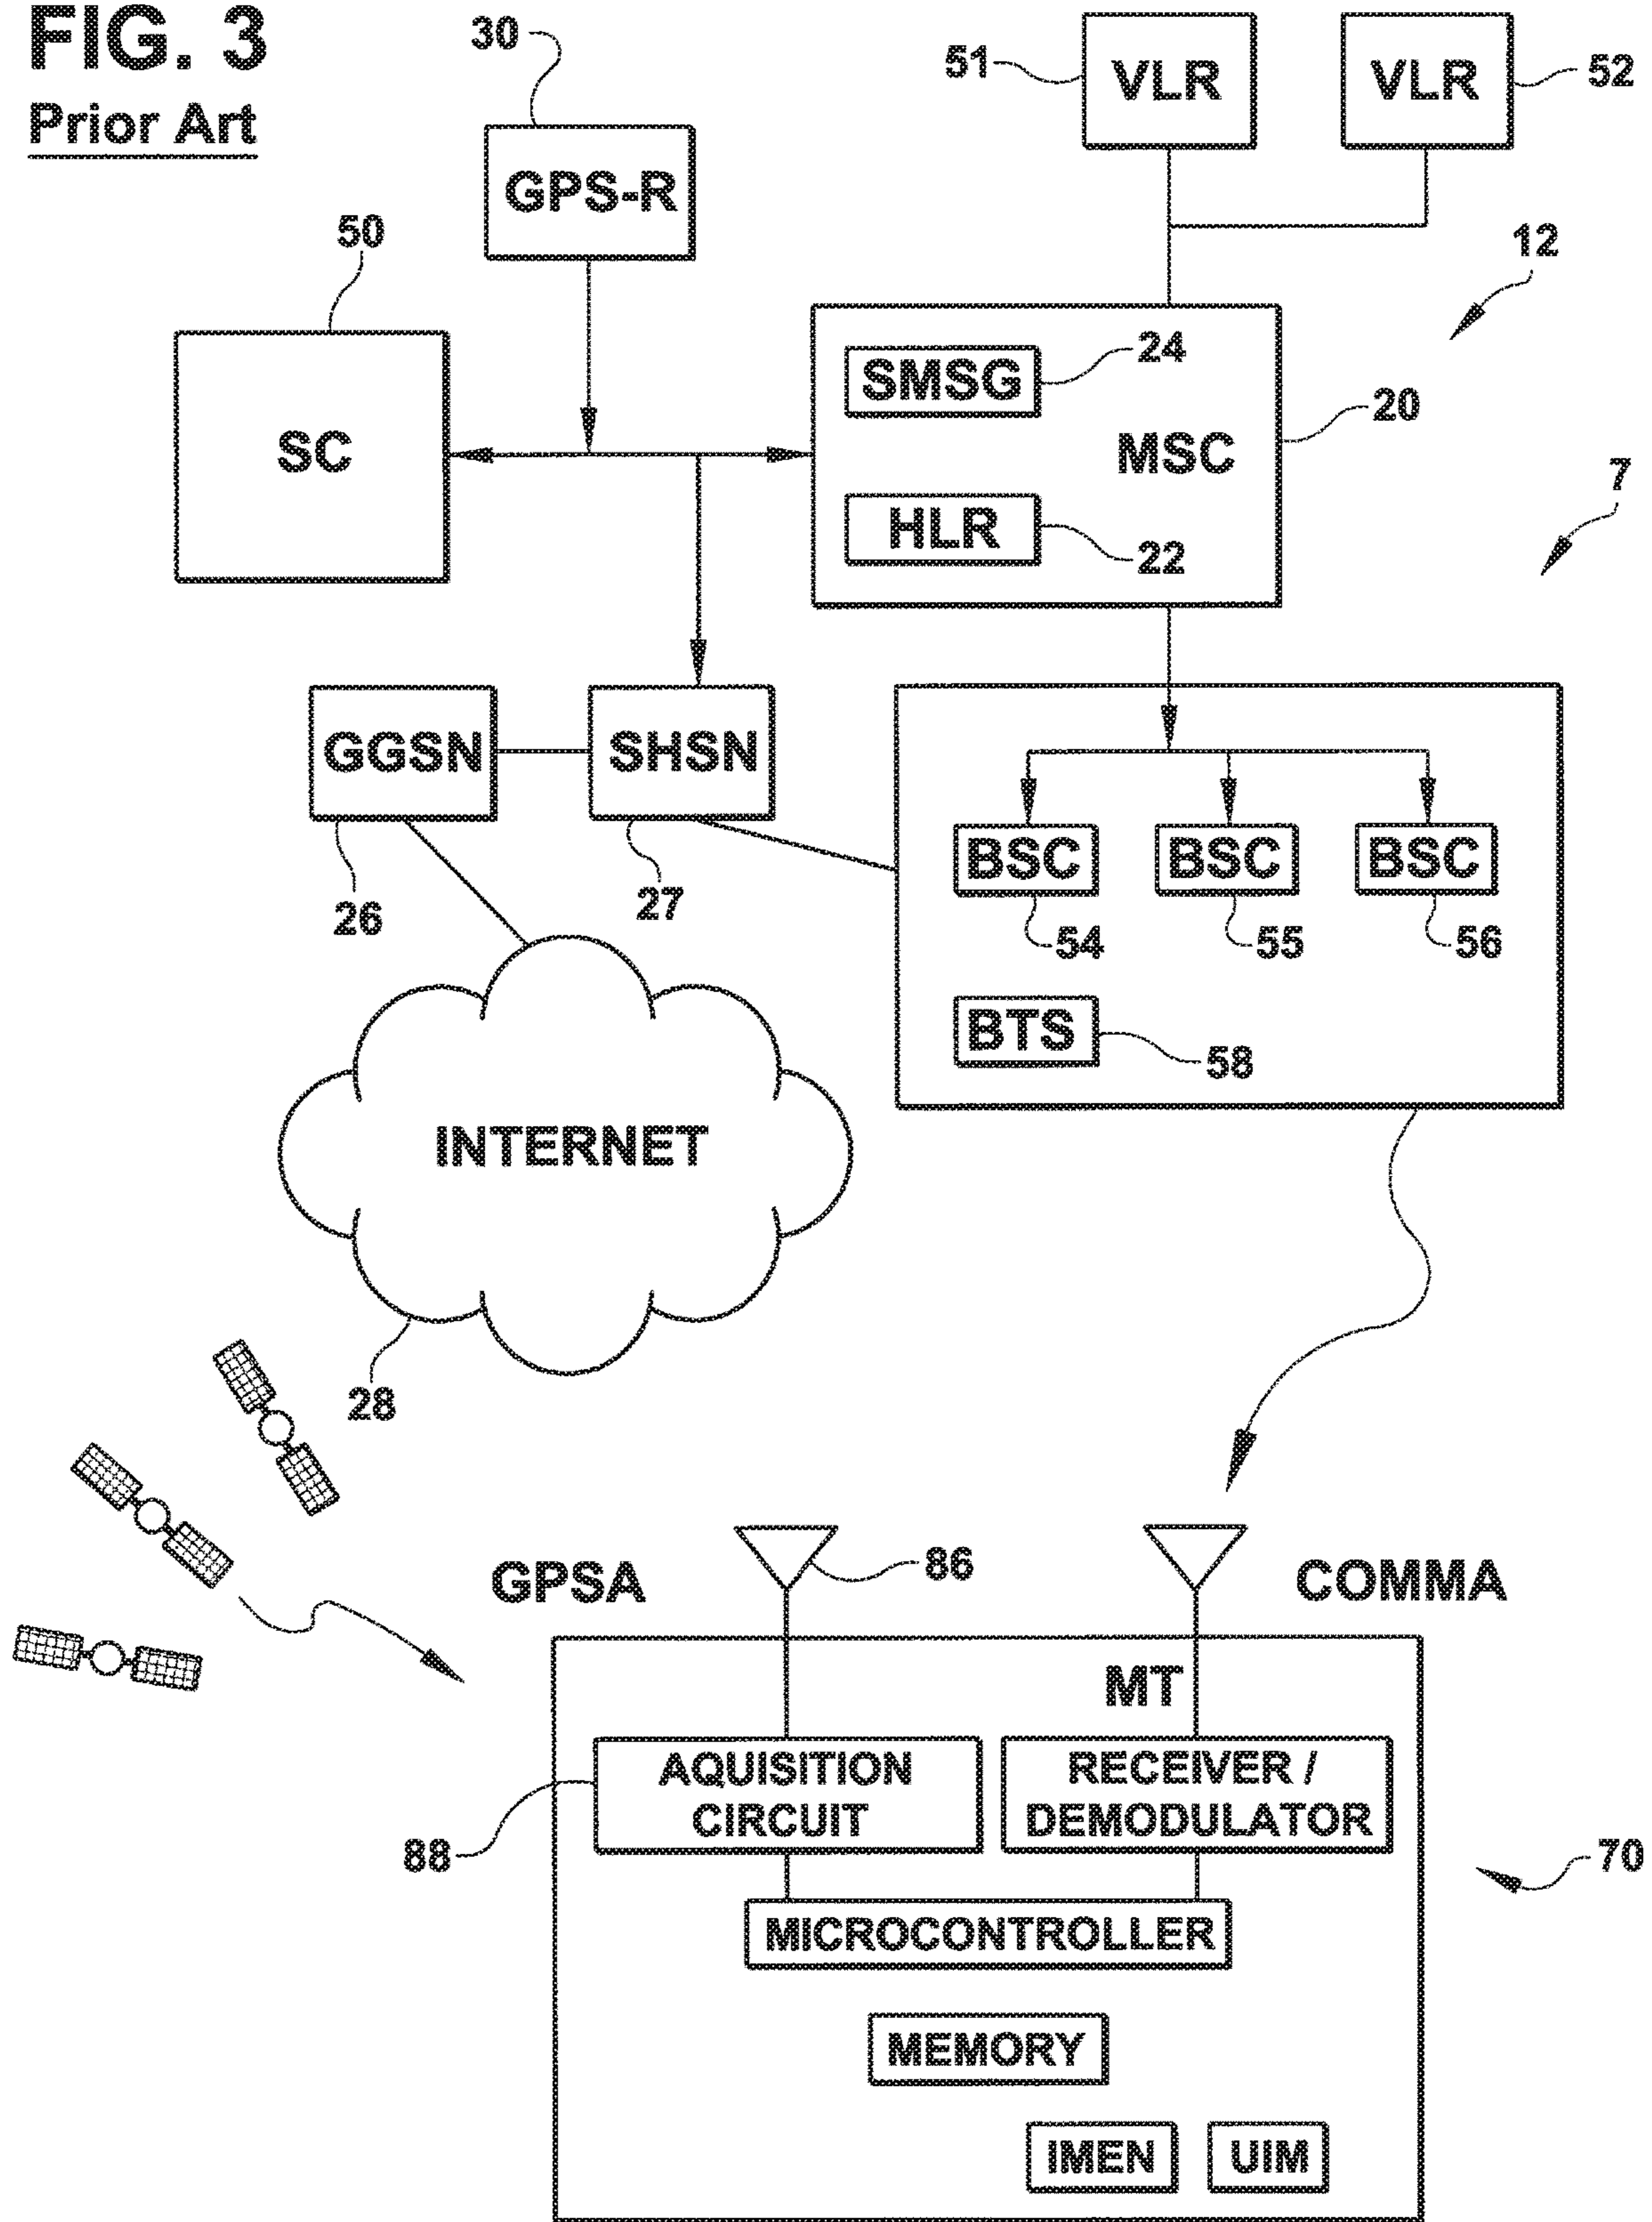 FIG. 3
Prior Art
30
51
VLR
VLR
52
GPS-R
50
12
SMSG
24
20
SC
MSC
7
HLR
22
GGSN
SHSN
BSC
BSC
BSC
26
27
54
55
56
BTS
58
INTERNET
28
GPSA
86
COMMA
MT
AQUISITION
CIRCUIT
RECEIVER /
DEMODULATOR
88
70
MICROCONTROLLER
MEMORY
IMEN
UIM